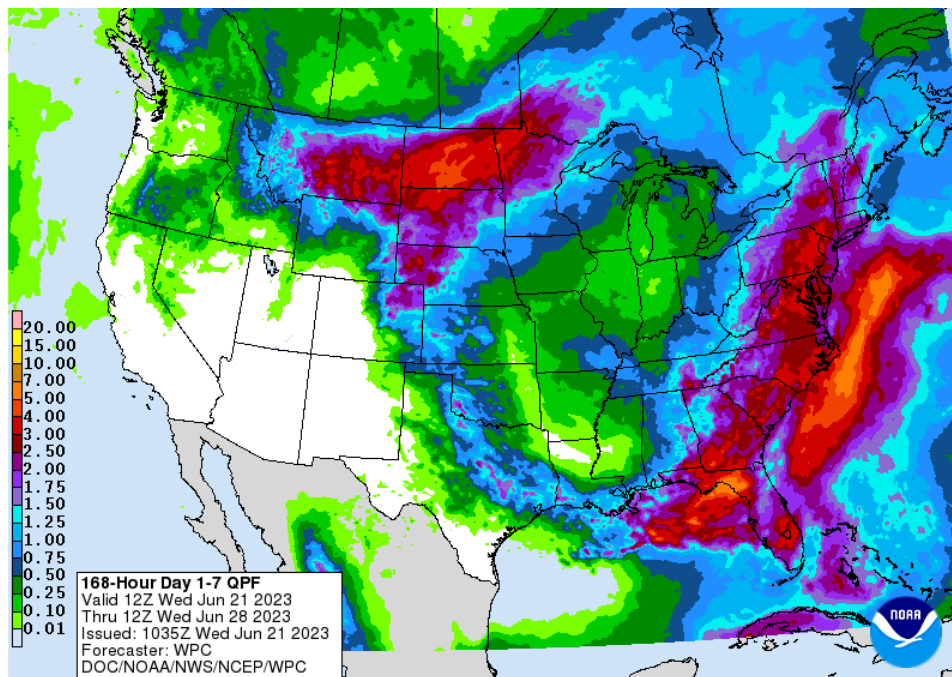 20.00
15.00
10.00
7.00
5.00
4.00
3.00
2.50
2.00
1.75
1.50
1.25
1.00
0.75
0.50
0.25
0.10
0.01
168-Hour Day 1-7 QPF
Valid 12Z Wed Jun 21 2023
Thru 12Z Wed Jun 28 2023
Issued: 1035Z Wed Jun 21 2023
Forecaster: WPC
DOC/NOAA/NWS/NCEP/WPC
NOAA